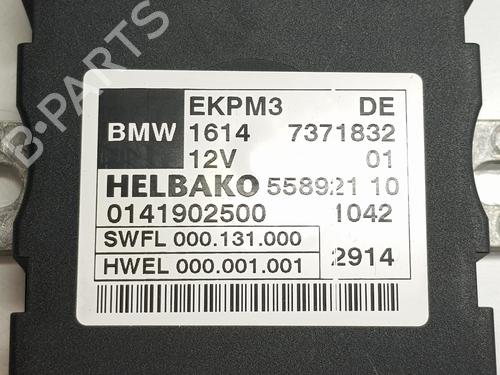 B-PARTS
EKPM3 DE
BMW 1614 7371832
12V 01
HELBAKO 558921 10
0141902500 1042
SWFL 000.131.000
HWEL 000.001.001 2914